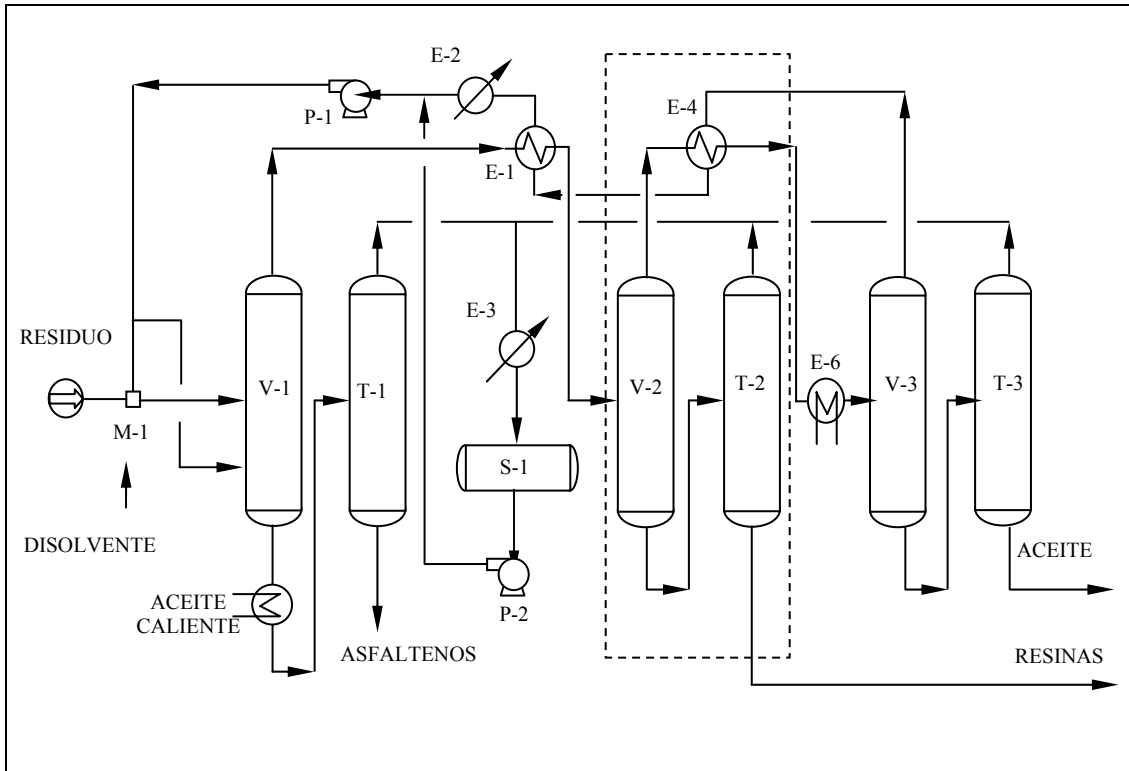 E-2
P-1
E-4
E-1
RESIDUO
E-3
E-6
V-1
T-1
V-2
T-2
V-3
T-3
M-1
S-1
DISOLVENTE
ACEITE
ACEITE
CALIENTE
P-2
ASFALTENOS
RESINAS